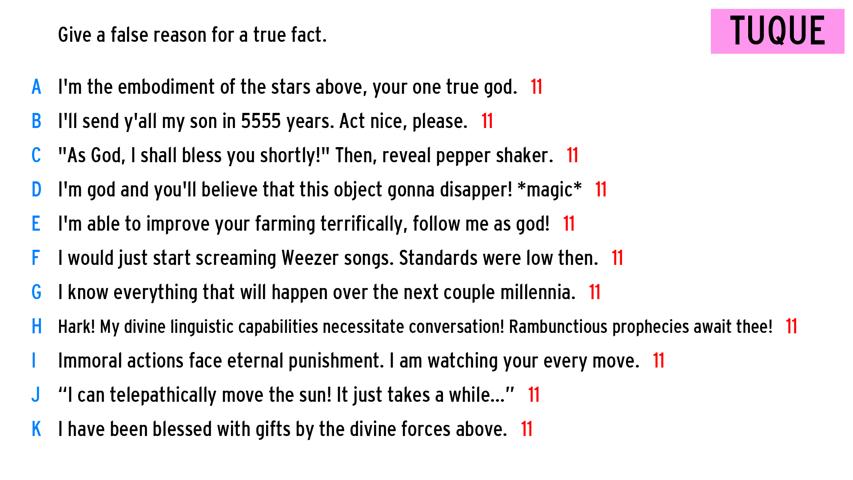 Give a false reason for a true fact.
TUQUE
A I'm the embodiment of the stars above, your one true god. 11
B I'll send y'all my son in 5555 years. Act nice, please. 11
C "As God, I shall bless you shortly!" Then, reveal pepper shaker. 11
D I'm god and you'll believe that this object gonna disapper! *magic* 11
E I'm able to improve your farming terrifically, follow me as god! 11
F I would just start screaming Weezer songs. Standards were low then. 11
G I know everything that will happen over the next couple millennia. 11
H Hark! My divine linguistic capabilities necessitate conversation! Rambunctious prophecies await thee! 11
I Immoral actions face eternal punishment. I am watching your every move. 11
J “I can telepathically move the sun! It just takes a while...” 11
K I have been blessed with gifts by the divine forces above. 11